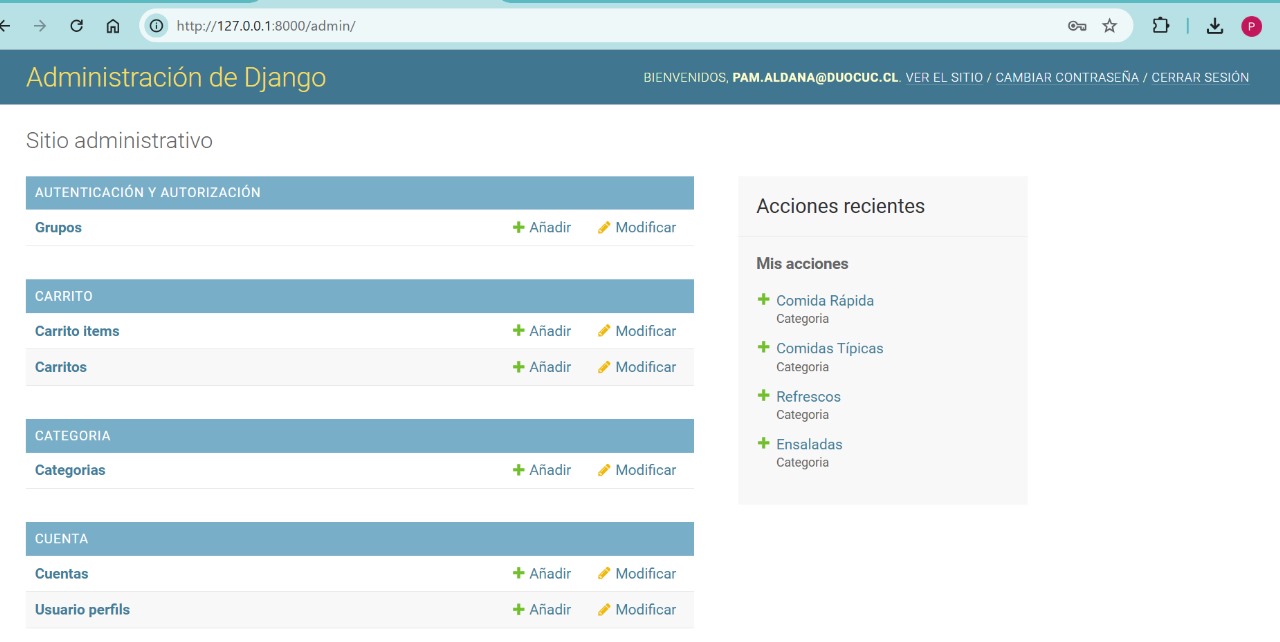 http://127.0.0.1:8000/admin/
P
Administración de Django
BIENVENIDOS, PAM.ALDANA@DUOCUC.CL. VER EL SITIO / CAMBIAR CONTRASEÑA / CERRAR SESIÓN
Sitio administrativo
AUTENTICACIÓN Y AUTORIZACIÓN
Grupos Añadir Modificar
CARRITO
Carrito items Añadir Modificar
Carritos Añadir Modificar
CATEGORIA
Categorias Añadir Modificar
CUENTA
Cuentas Añadir Modificar
Usuario perfils Añadir Modificar
Acciones recientes
Mis acciones
Comida Rápida
Categoria
Comidas Típicas
Categoria
Refrescos
Categoria
Ensaladas
Categoria